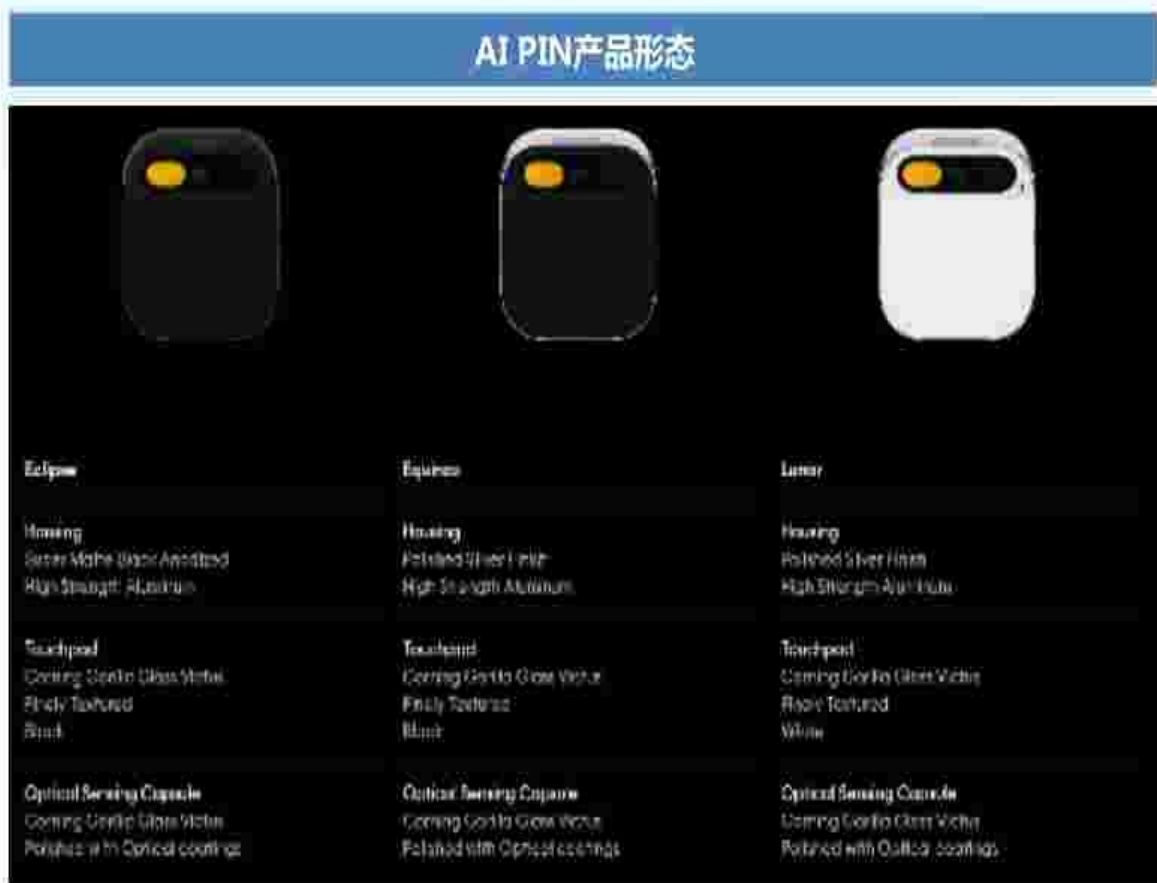 AI PIN产品形态
Eclipse
Equinox
Lunar
Housing
Housing
Housing
Super Matte Black Anodized
Polished Silver Finish
Polished Silver Finish
High Strength Aluminum
High Strength Aluminum
High Strength Aluminum
Touchpad
Touchpad
Touchpad
Corning Gorilla Glass Victus
Corning Gorilla Glass Victus
Corning Gorilla Glass Victus
Finely Textured
Finely Textured
Finely Textured
Black
Black
White
Optical Sensing Capsule
Optical Sensing Capsule
Optical Sensing Capsule
Corning Gorilla Glass Victus
Corning Gorilla Glass Victus
Corning Gorilla Glass Victus
Polished with Optical coatings
Polished with Optical coatings
Polished with Optical coatings